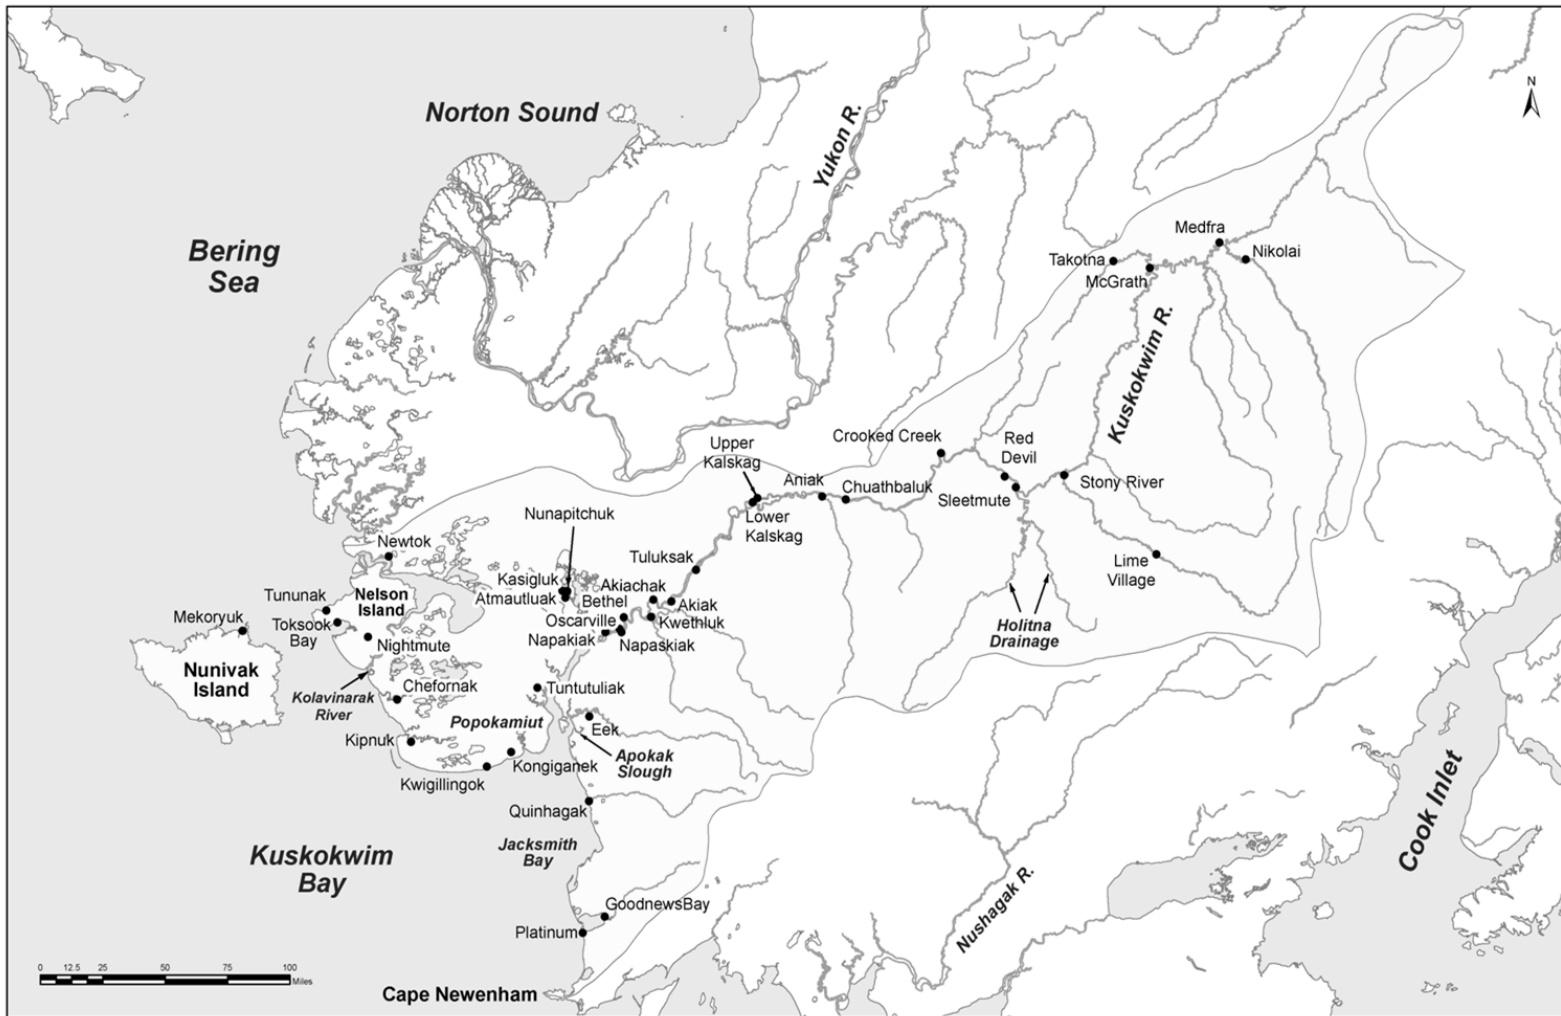 N
Norton Sound
Yukon R.
Bering
Sea
Medfra
Takotna
Nikolai
McGrath
Kuskokwim R.
Crooked Creek
Red
Devil
Upper
Kalskag
Aniak
Chuathbaluk
Sleetmute
Stony River
Lower
Kalskag
Nunapitchuk
Newtok
Tuluksak
Lime
Village
Kasigluk
Akiachak
Atmautluak
Bethel
Akiak
Nelson
Island
Tununak
Mekoryuk
Toksook
Bay
Oscarville
Kwethluk
Napakiak
Napaskiak
Holitna
Drainage
Nightmute
Nunivak
Island
Kolavinarak
River
Chefornak
Tuntutuliak
Popokamiut
Eek
Kipnuk
Apokak
Slough
Kongiganek
Kwigillingok
Quinhagak
Cook Inlet
Jacksmith
Bay
Kuskokwim
Bay
GoodnewsBay
Platinum
Nushagak R.
0 12.5 25 50 75 100
Miles
Cape Newenham